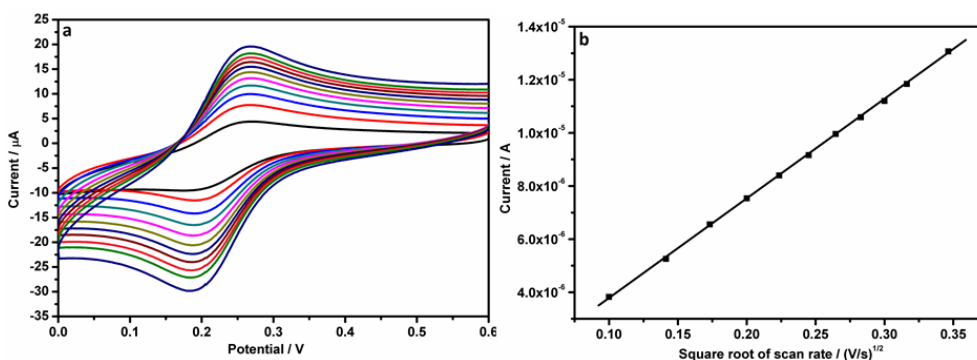 a
Current / μA
25
20
15
10
5
0
-5
-10
-15
-20
-25
-30
-35
0.0 0.1 0.2 0.3 0.4 0.5 0.6
Potential / V
b
Current / A
1.4x10⁻⁵
1.2x10⁻⁵
1.0x10⁻⁵
8.0x10⁻⁶
6.0x10⁻⁶
4.0x10⁻⁶
0.10 0.15 0.20 0.25 0.30 0.35
Square root of scan rate / (V/s)¹ᐟ²